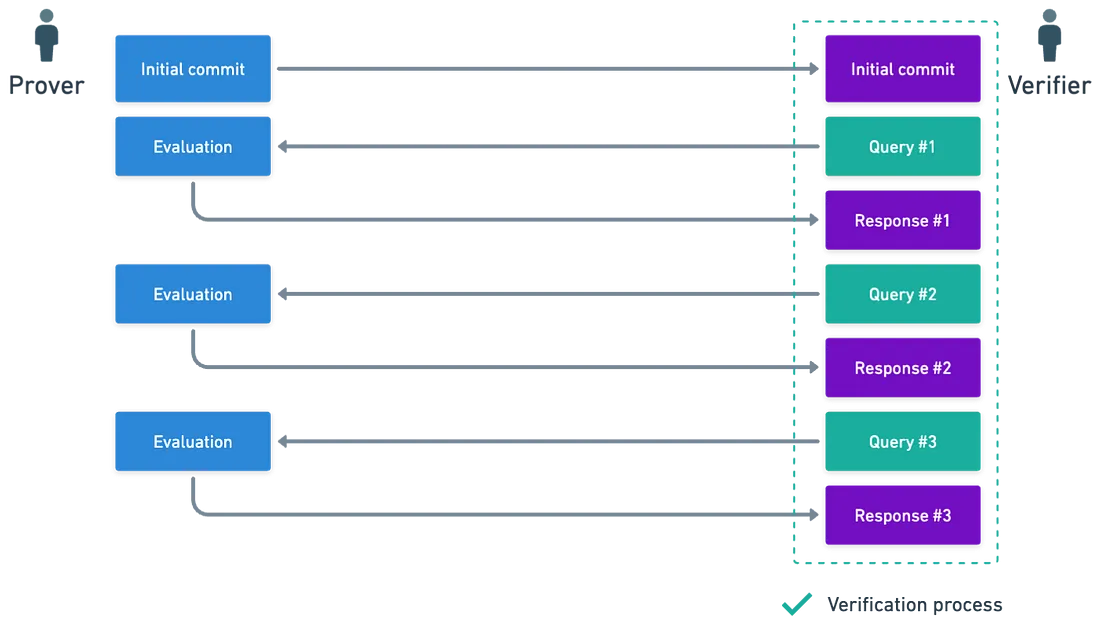 Prover
Verifier
Initial commit
Initial commit
Evaluation
Query #1
Response #1
Evaluation
Query #2
Response #2
Evaluation
Query #3
Response #3
Verification process